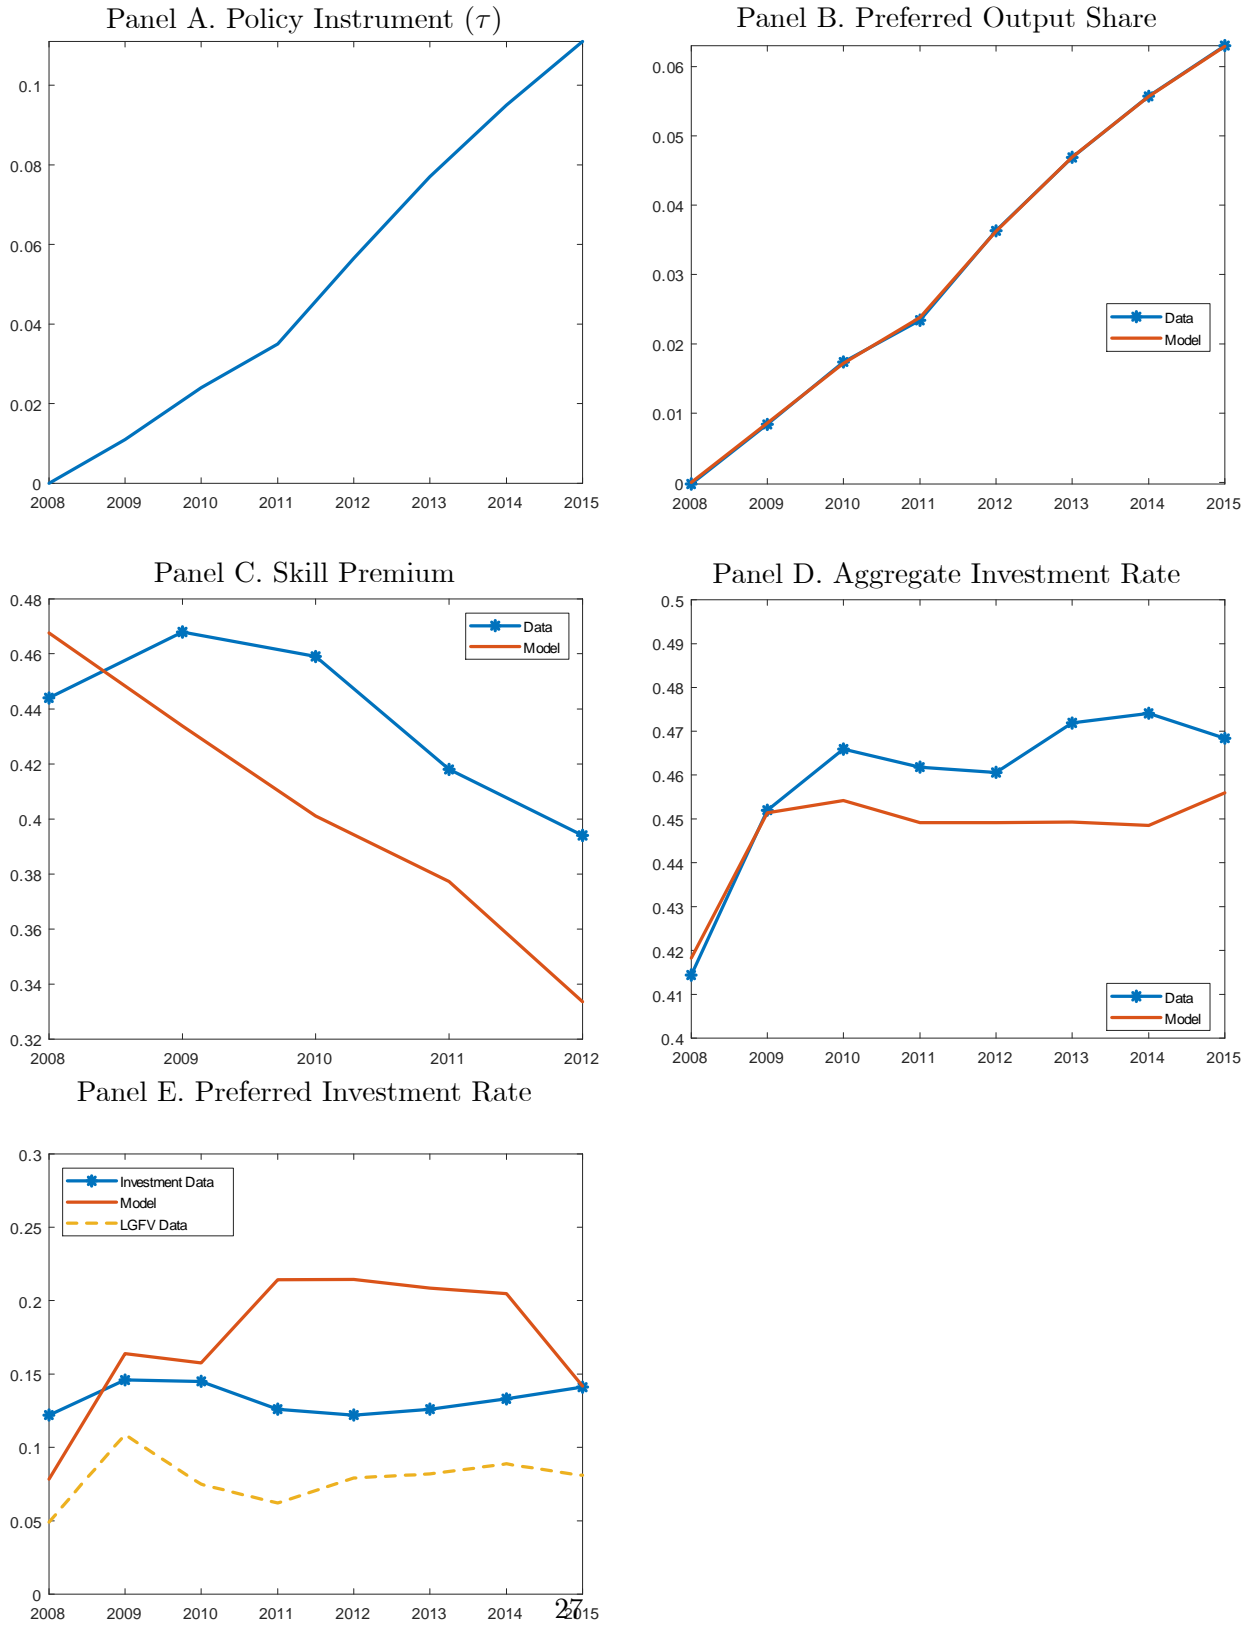 Panel A. Policy Instrument (τ)
0.1
0.08
0.06
0.04
0.02
0
2008 2009 2010 2011 2012 2013 2014 2015
Panel B. Preferred Output Share
0.06
0.05
0.04
0.03
0.02
0.01
0
Data
Model
2008 2009 2010 2011 2012 2013 2014 2015
Panel C. Skill Premium
0.48
0.46
0.44
0.42
0.4
0.38
0.36
0.34
0.32
Data
Model
2008 2009 2010 2011 2012
Panel D. Aggregate Investment Rate
0.5
0.49
0.48
0.47
0.46
0.45
0.44
0.43
0.42
0.41
0.4
Data
Model
2008 2009 2010 2011 2012 2013 2014 2015
Panel E. Preferred Investment Rate
0.3
0.25
0.2
0.15
0.1
0.05
0
Investment Data
Model
LGFV Data
2008 2009 2010 2011 2012 2013 2014 2015
27